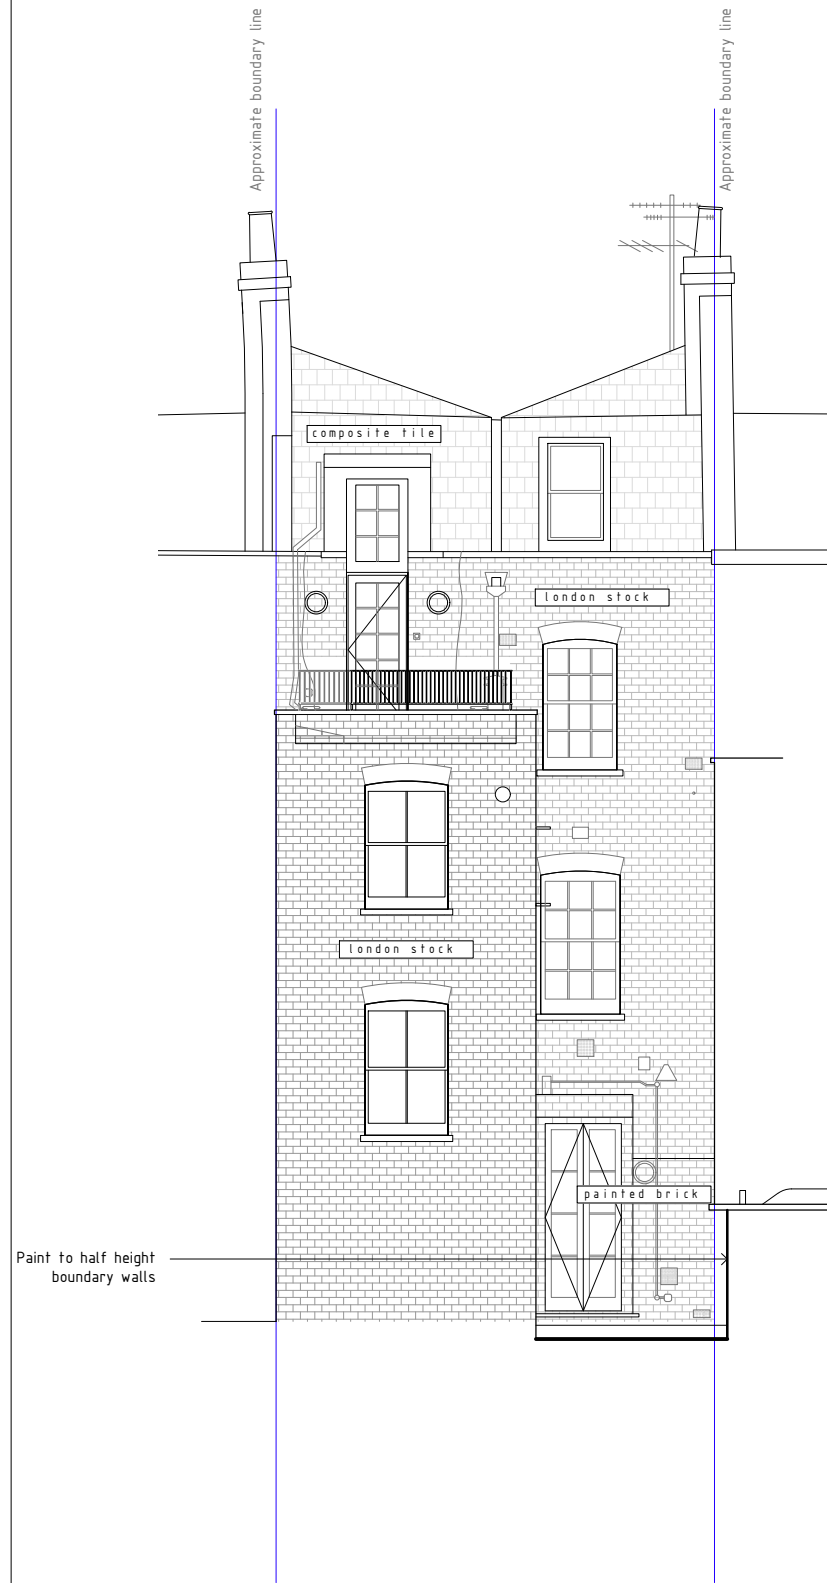 Approximate boundary line
Approximate boundary line
composite tile
london stock
london stock
painted brick
Paint to half height
boundary walls